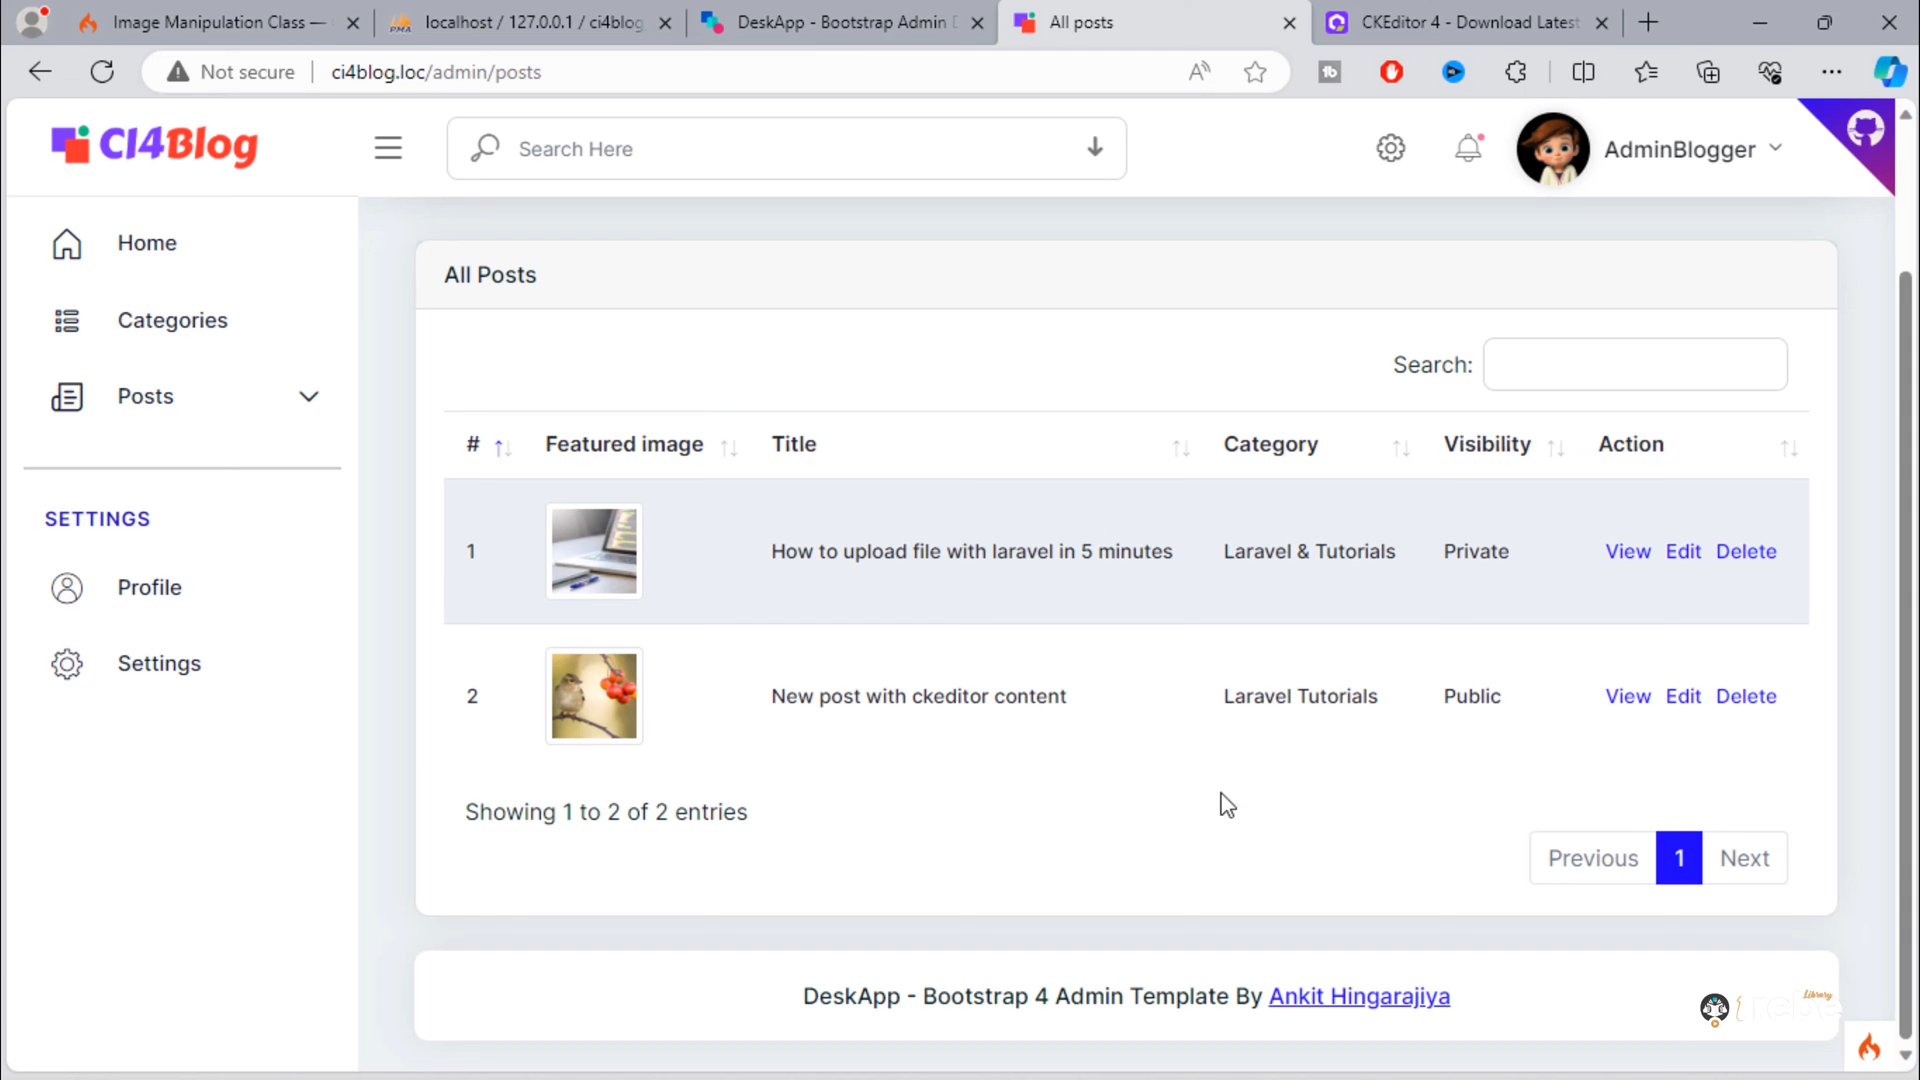 Image Manipulation Class —
localhost / 127.0.0.1 / ci4blog
DeskApp - Bootstrap Admin D
All posts
CKEditor 4 - Download Latest
Not secure
ci4blog.loc/admin/posts
CI4Blog
Search Here
AdminBlogger
Home
Categories
Posts
SETTINGS
Profile
Settings
All Posts
Search:
# Featured image Title Category Visibility Action
1 How to upload file with laravel in 5 minutes Laravel & Tutorials Private View Edit Delete
2 New post with ckeditor content Laravel Tutorials Public View Edit Delete
Showing 1 to 2 of 2 entries
Previous 1 Next
DeskApp - Bootstrap 4 Admin Template By Ankit Hingarajiya
Library